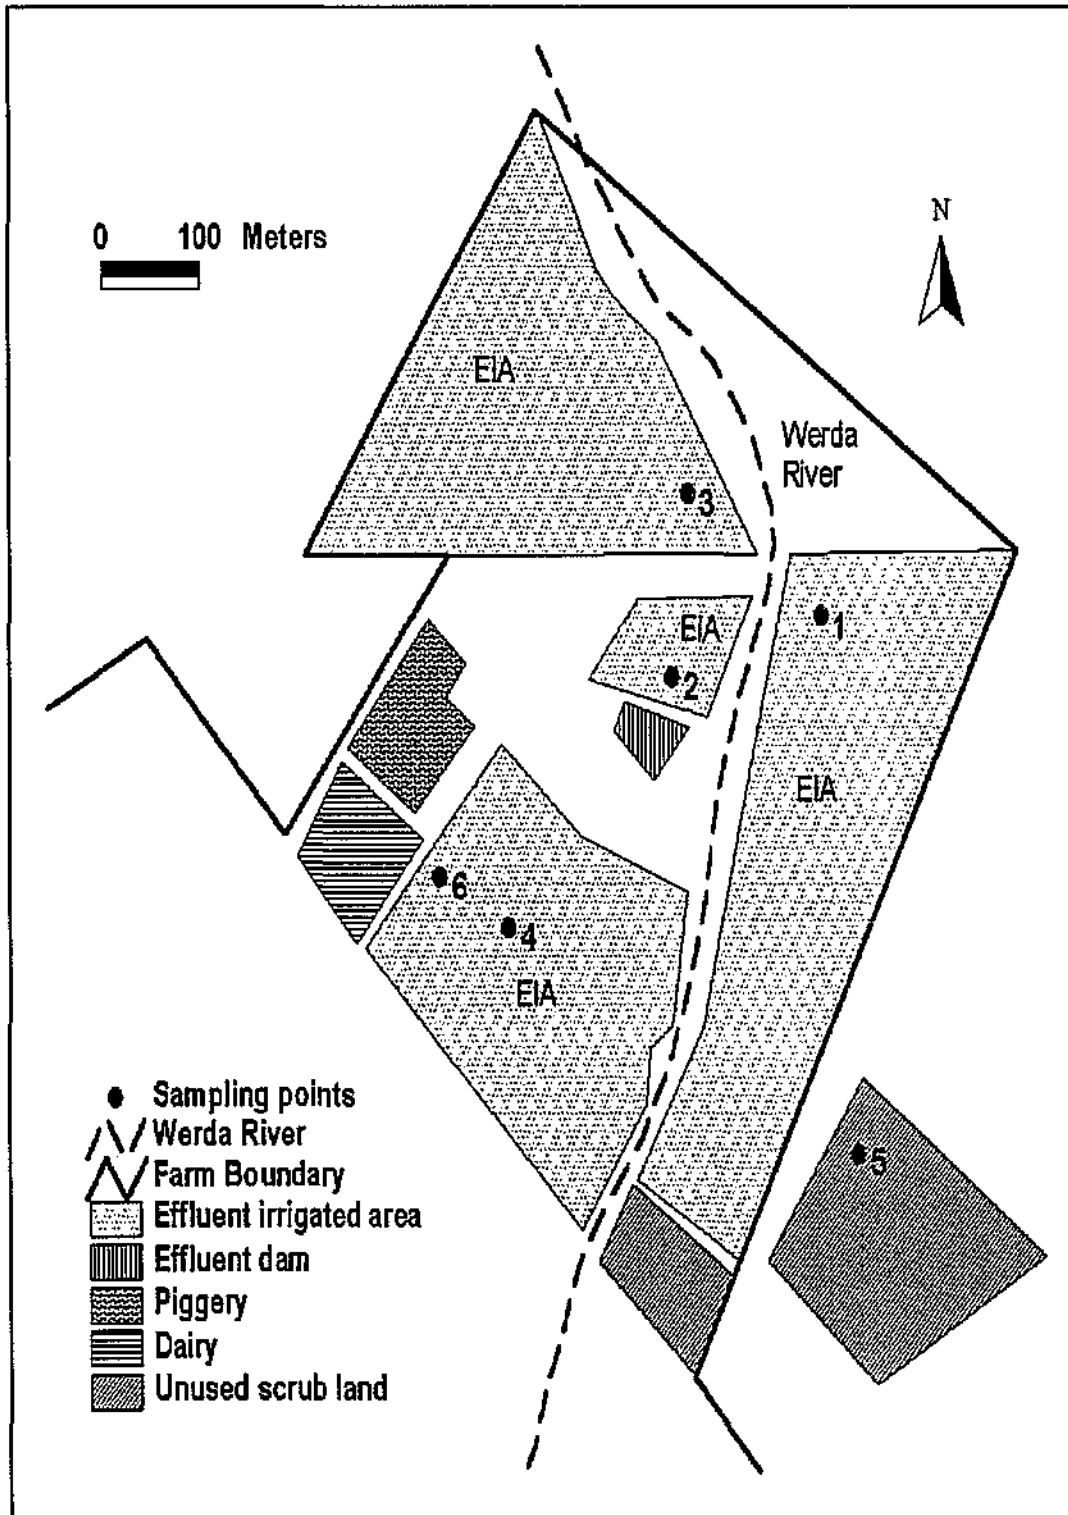 N
0 100 Meters
EIA
Werda
River
3
1
EIA
2
EIA
6
4
EIA
5
Sampling points
Werda River
Farm Boundary
Effluent irrigated area
Effluent dam
Piggery
Dairy
Unused scrub land